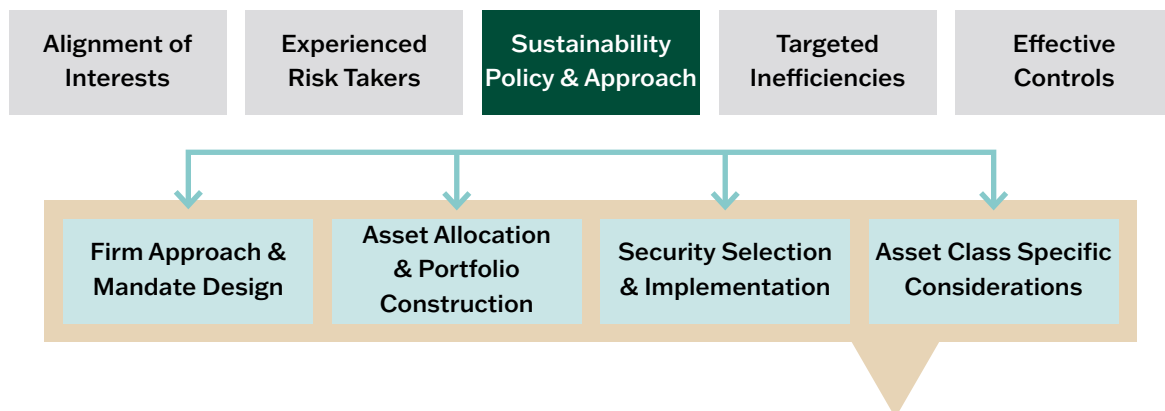 Alignment of
Interests
Experienced
Risk Takers
Sustainability
Policy & Approach
Targeted
Inefficiencies
Effective
Controls
Firm Approach &
Mandate Design
Asset Allocation
& Portfolio
Construction
Security Selection
& Implementation
Asset Class Specific
Considerations